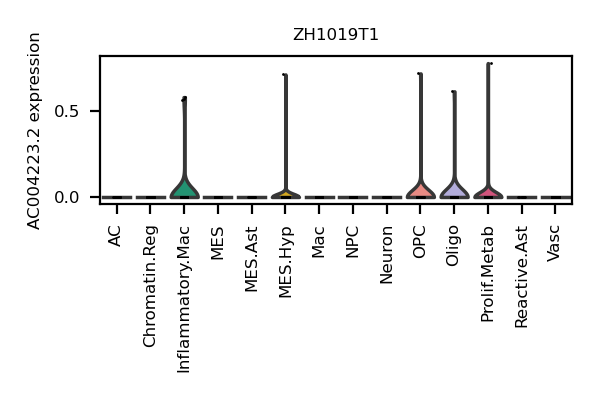 ZH1019T1
AC004223.2 expression
0.5
0.0
AC
Chromatin.Reg
Inflammatory.Mac
MES
MES.Ast
MES.Hyp
Mac
NPC
Neuron
OPC
Oligo
Prolif.Metab
Reactive.Ast
Vasc